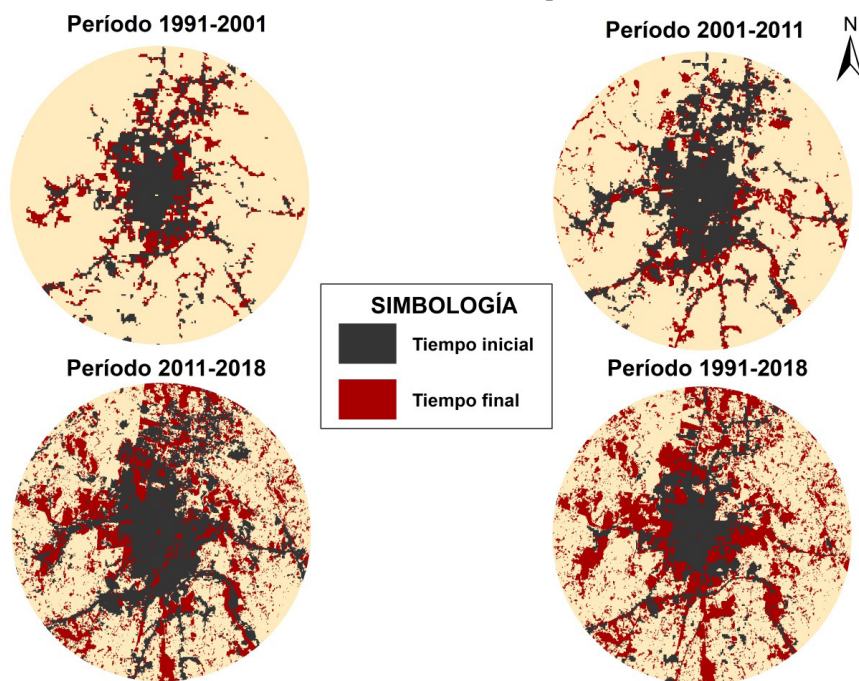 Período 1991-2001
Período 2001-2011
N
SIMBOLOGÍA
Tiempo inicial
Tiempo final
Período 2011-2018
Período 1991-2018